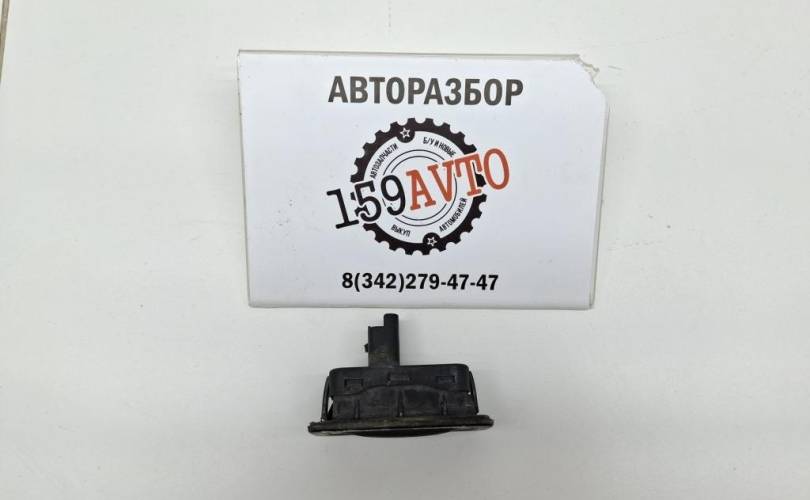 АВТОРАЗБОР
АВТОЗАПЧАСТИ
Б/У И НОВЫЕ
159AVTO
ВЫКУП
АВТОМОБИЛЕЙ
8(342)279-47-47